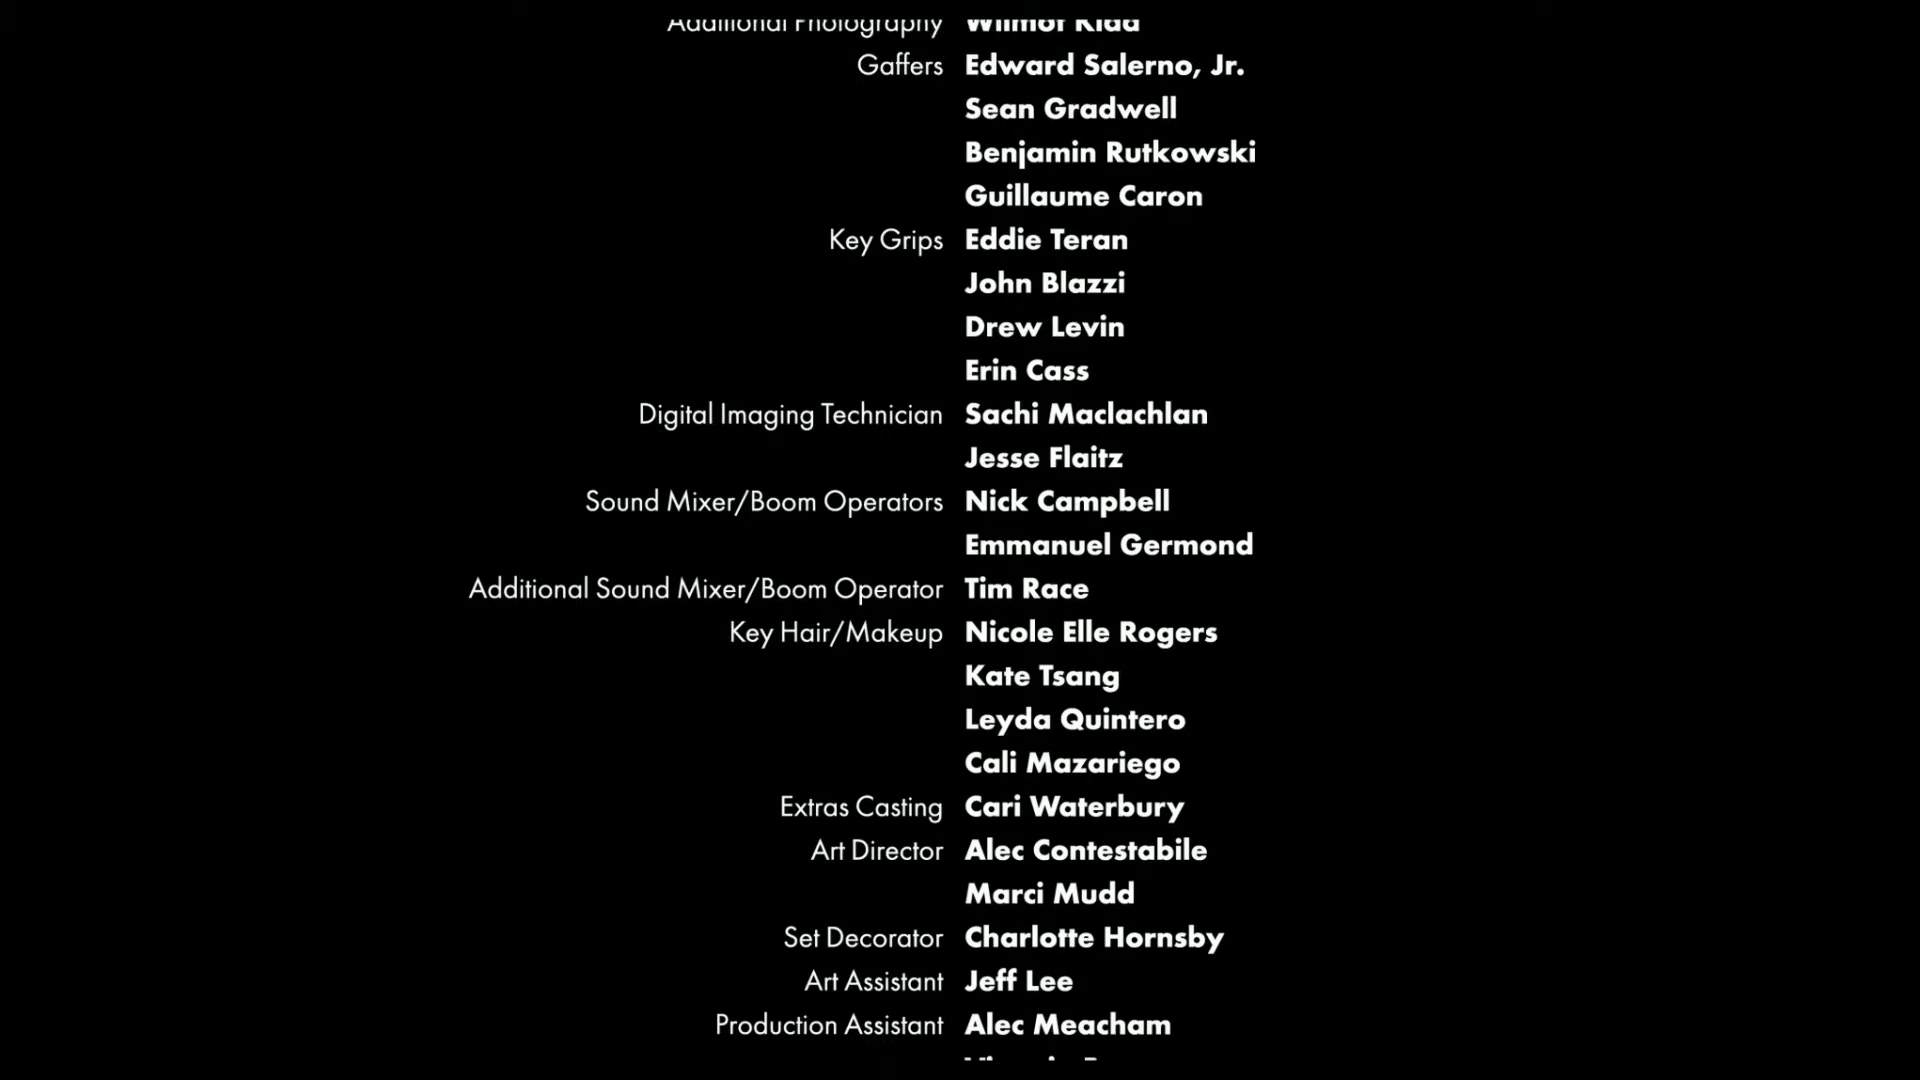 Additional Photography Wilmot Kidd
Gaffers Edward Salerno, Jr.
Sean Gradwell
Benjamin Rutkowski
Guillaume Caron
Key Grips Eddie Teran
John Blazzi
Drew Levin
Erin Cass
Digital Imaging Technician Sachi Maclachlan
Jesse Flaitz
Sound Mixer/Boom Operators Nick Campbell
Emmanuel Germond
Additional Sound Mixer/Boom Operator Tim Race
Key Hair/Makeup Nicole Elle Rogers
Kate Tsang
Leyda Quintero
Cali Mazariego
Extras Casting Cari Waterbury
Art Director Alec Contestabile
Marci Mudd
Set Decorator Charlotte Hornsby
Art Assistant Jeff Lee
Production Assistant Alec Meacham